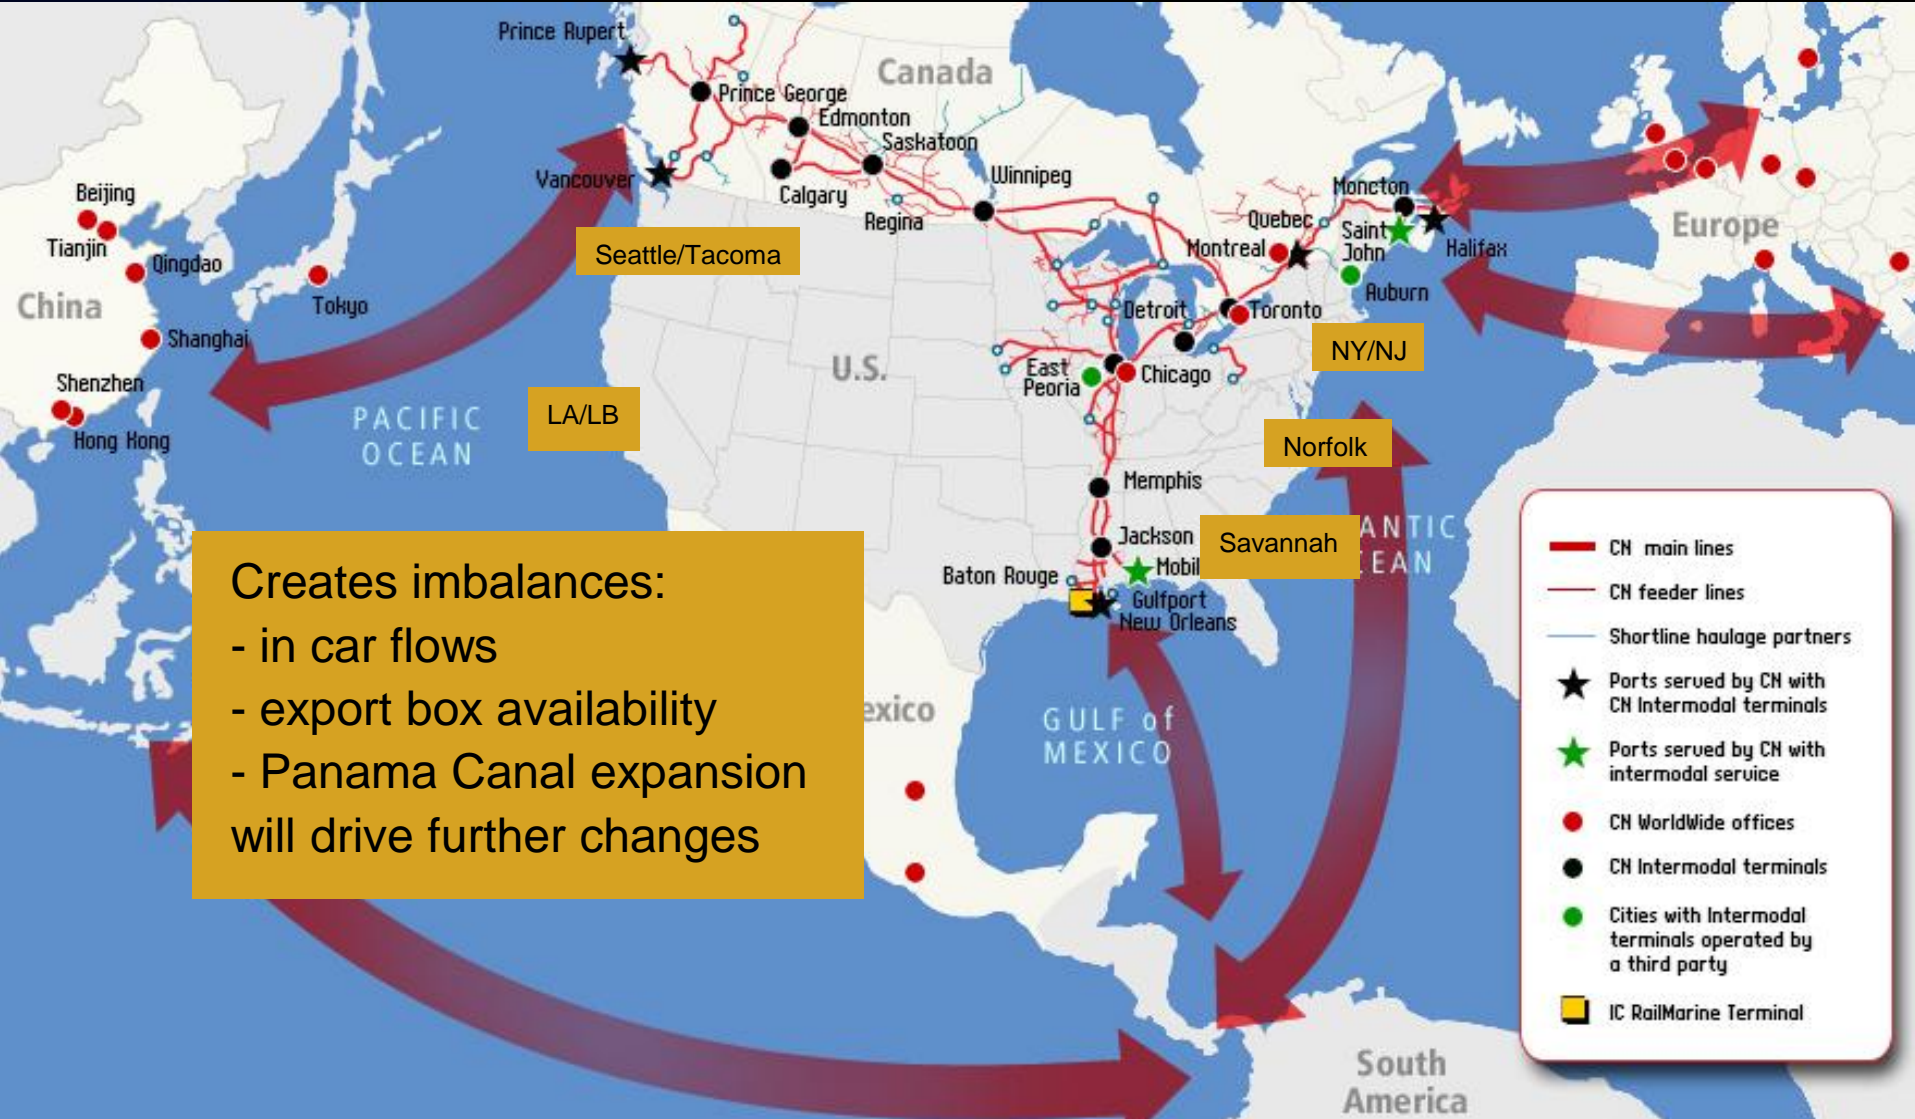 Prince Rupert
Canada
Prince George
Edmonton
Saskatoon
Vancouver
Calgary
Regina
Winnipeg
Moncton
Quebec
Saint
John
Montreal
Halifax
Auburn
Europe
Beijing
Tianjin
Qingdao
China
Tokyo
Shanghai
Shenzhen
Hong Kong
Seattle/Tacoma
Detroit
Toronto
NY/NJ
U.S.
East
Peoria
Chicago
PACIFIC
OCEAN
LA/LB
Norfolk
Memphis
Jackson
Savannah
ANTIC
EAN
Baton Rouge
Mobil
Gulfport
New Orleans
Creates imbalances:
- in car flows
- export box availability
- Panama Canal expansion
will drive further changes
exico
GULF of
MEXICO
South
America
CN main lines
CN feeder lines
Shortline haulage partners
Ports served by CN with
CN Intermodal terminals
Ports served by CN with
intermodal service
CN WorldWide offices
CN Intermodal terminals
Cities with Intermodal
terminals operated by
a third party
IC RailMarine Terminal